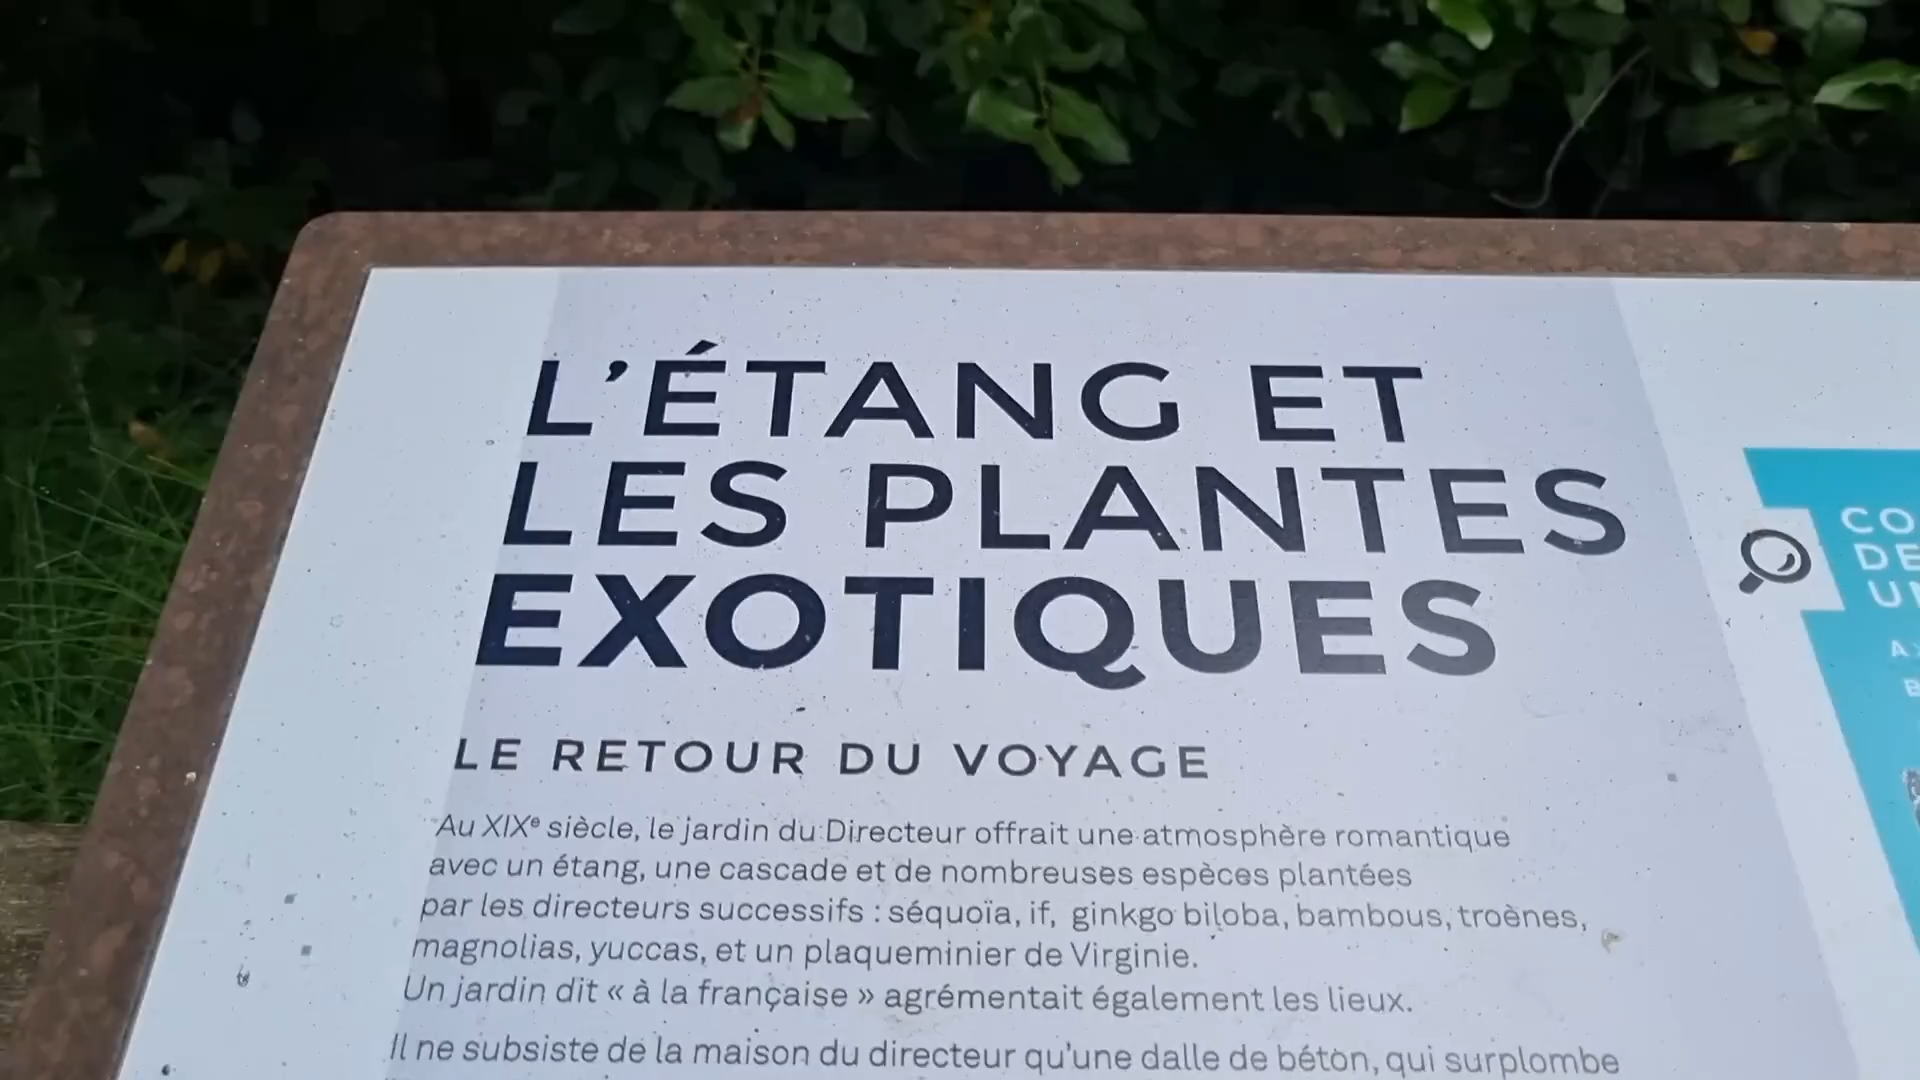 L'ÉTANG ET
LES PLANTES
EXOTIQUES
LE RETOUR DU VOYAGE
Au XIXe siècle, le jardin du Directeur offrait une atmosphère romantique
avec un étang, une cascade et de nombreuses espèces plantées
par les directeurs successifs : séquoïa, if, ginkgo biloba, bambous, troènes,
magnolias, yuccas, et un plaqueminier de Virginie.
Un jardin dit « à la française » agrémentait également les lieux.
Il ne subsiste de la maison du directeur qu'une dalle de béton, qui surplombe